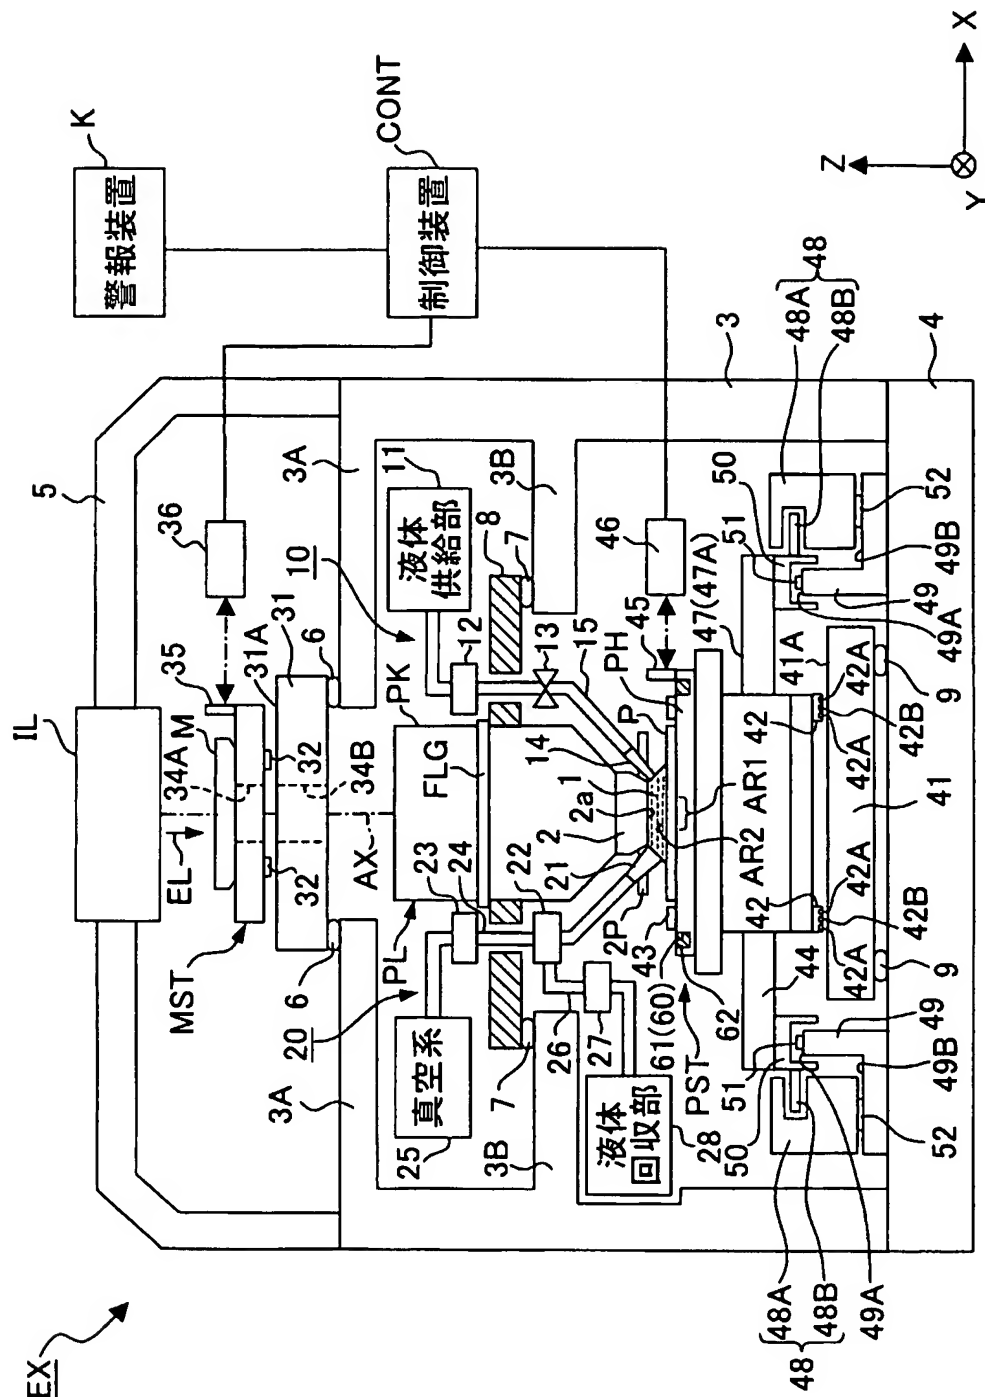 EX
K
警報装置
CONT
制御装置
5
IL
EL
MST
34A
M
35
31A
31
36
6
6
32
32
34B
AX
3A
3A
3
4
20
真空系
25
PL
23
24
22
21
FLG
PK
10
液体
供給部
11
12
8
7
7
3B
3B
13
15
14
1
2
2a
2P
26
27
液体
回収部
28
43
61(60)
62
PST
P
PH
45
46
AR1
AR2
47(47A)
44
42
42
42A
42A
42A
42A
42B
42B
41
41A
9
9
50
50
51
51
49
49
49A
49A
49B
49B
52
52
48A
48B
48
48A
48B
48
Z
X
Y